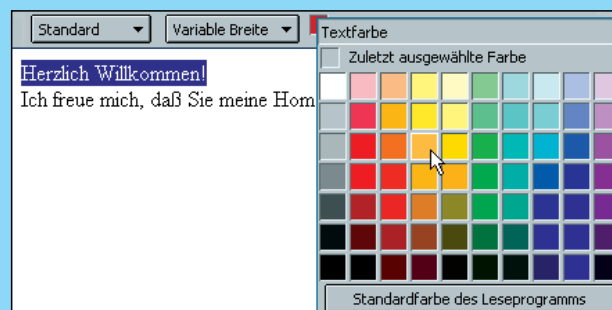 Standard
Variable Breite
Textfarbe
Zuletzt ausgewählte Farbe
Herzlich Willkommen!
Ich freue mich, daß Sie meine Hom
Standardfarbe des Leseprogramms